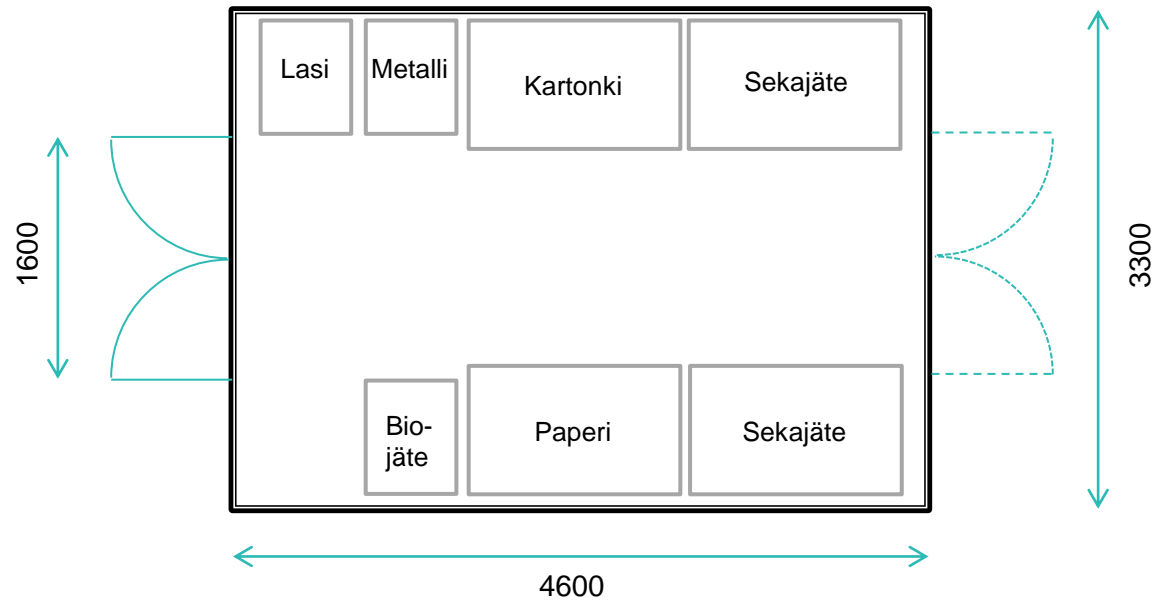 Lasi
Metalli
Kartonki
Sekajäte
1600
3300
Bio-
jäte
Paperi
Sekajäte
4600